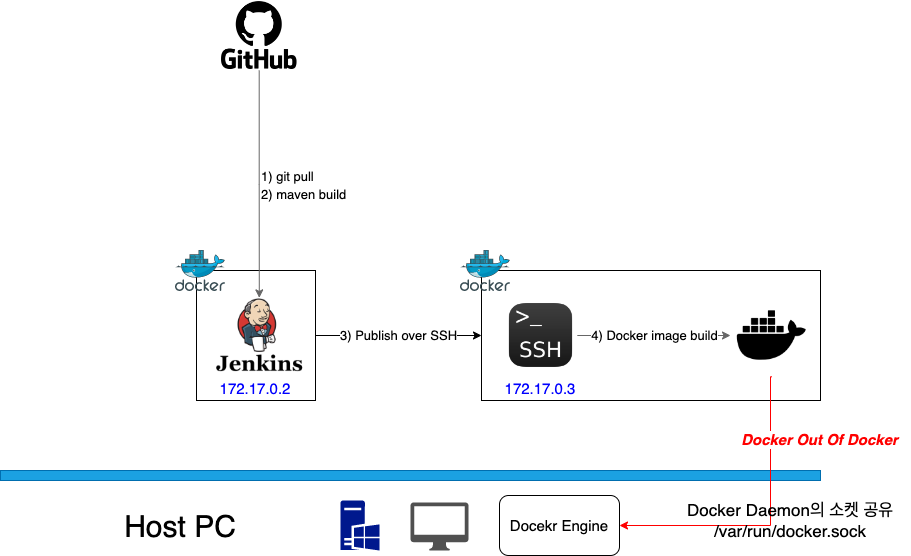 GitHub
1) git pull
2) maven build
docker
docker
Jenkins
172.17.0.2
3) Publish over SSH
>_
SSH
172.17.0.3
4) Docker image build
Docker Out Of Docker
Host PC
Docekr Engine
Docker Daemon의 소켓 공유
/var/run/docker.sock